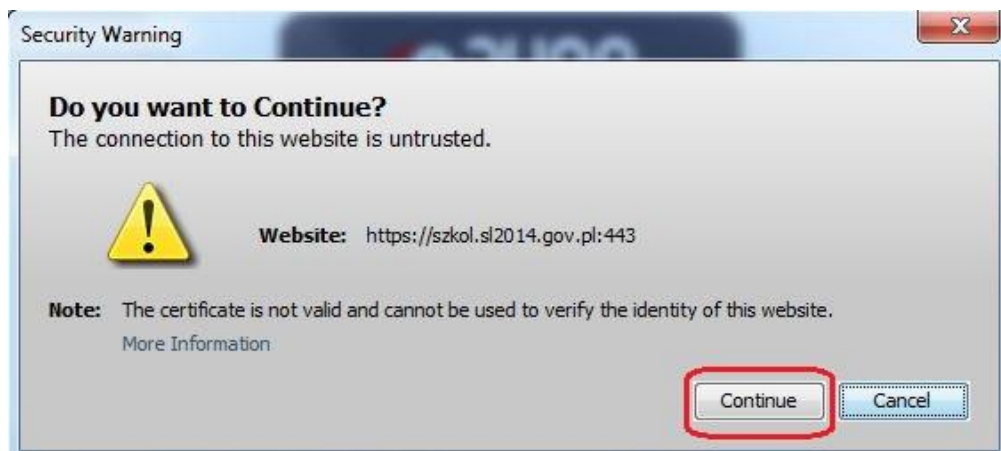 Security Warning
Do you want to Continue?
The connection to this website is untrusted.
Website: https://szkol.sl2014.gov.pl:443
Note: The certificate is not valid and cannot be used to verify the identity of this website.
More Information
Continue Cancel